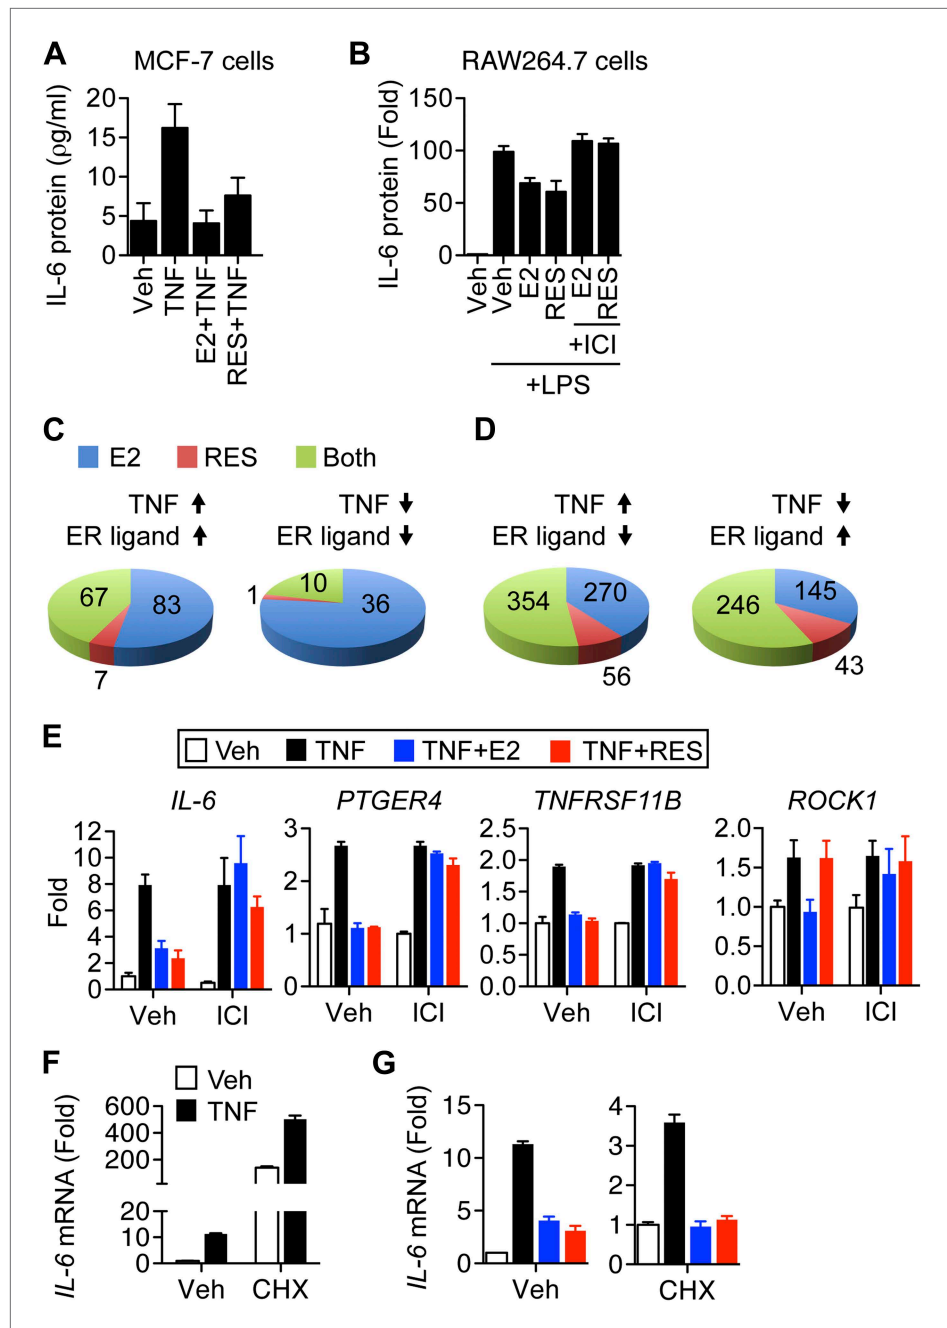 A MCF-7 cells
IL-6 protein (ρg/ml)
20
15
10
5
0
Veh
TNF
E2+TNF
RES+TNF
B RAW264.7 cells
IL-6 protein (Fold)
150
100
50
0
Veh
Veh
E2
RES
E2
RES
+ICI
+LPS
C
E2 RES Both
TNF
ER ligand
67
83
7
TNF
ER ligand
1
10
36
D
TNF
ER ligand
354
270
56
TNF
ER ligand
246
145
43
E
Veh TNF TNF+E2 TNF+RES
IL-6
Fold
12
10
8
6
4
2
0
Veh ICI
PTGER4
3
2
1
0
Veh ICI
TNFRSF11B
2.5
2.0
1.5
1.0
0.5
0.0
Veh ICI
ROCK1
2.0
1.5
1.0
0.5
0.0
Veh ICI
F
Veh
TNF
IL-6 mRNA (Fold)
600
400
200
20
10
0
Veh CHX
G
IL-6 mRNA (Fold)
15
10
5
0
Veh
4
3
2
1
0
CHX